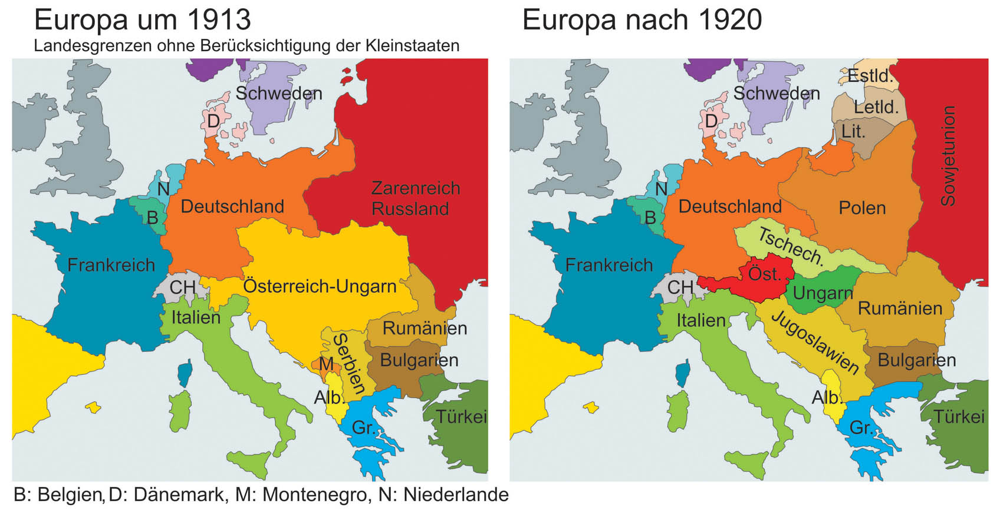 Europa um 1913
Landesgrenzen ohne Berücksichtigung der Kleinstaaten
Schweden
D
N
B
Deutschland
Zarenreich
Russland
Frankreich
CH
Österreich-Ungarn
Italien
Rumänien
Serbien
M
Bulgarien
Alb.
Gr.
Türkei
Europa nach 1920
Estld.
Schweden
Letld.
D
Lit.
Sowjetunion
N
B
Deutschland
Polen
Tschech.
Frankreich
Öst.
CH
Ungarn
Italien
Rumänien
Jugoslawien
Bulgarien
Alb.
Gr.
Türkei
B: Belgien, D: Dänemark, M: Montenegro, N: Niederlande